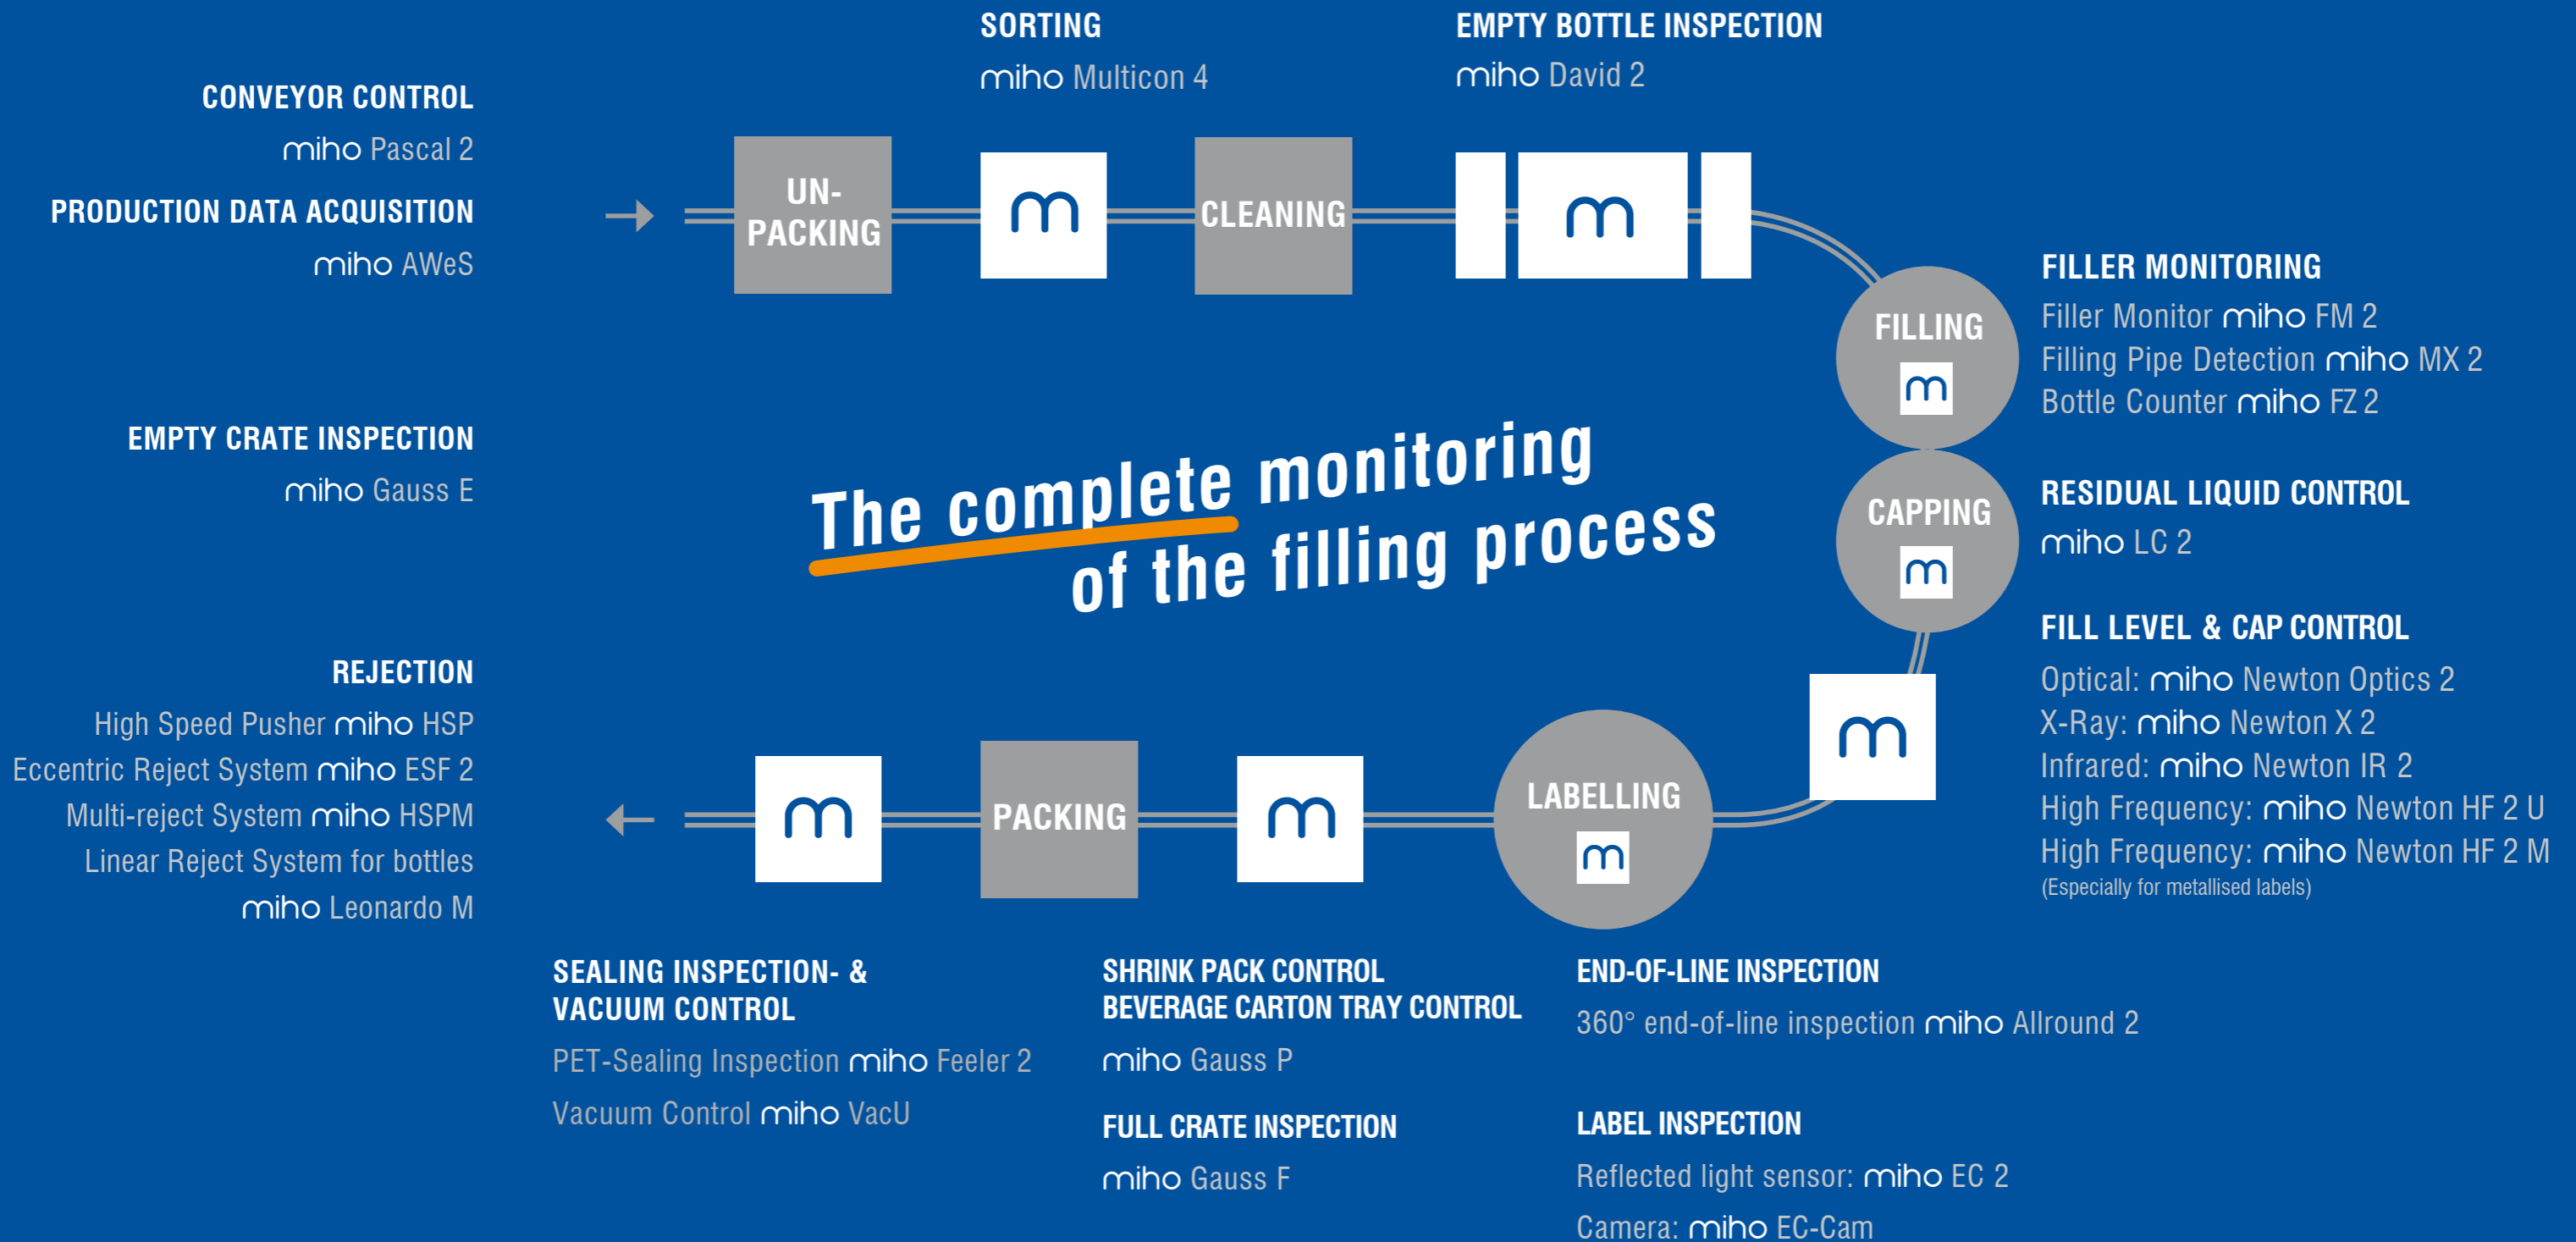 SORTING
miho Multicon 4
EMPTY BOTTLE INSPECTION
miho David 2
CONVEYOR CONTROL
miho Pascal 2
PRODUCTION DATA ACQUISITION
miho AWeS
UN-
PACKING
m
CLEANING
m
FILLING
m
FILLER MONITORING
Filler Monitor miho FM 2
Filling Pipe Detection miho MX 2
Bottle Counter miho FZ 2
EMPTY CRATE INSPECTION
miho Gauss E
The complete monitoring
of the filling process
CAPPING
m
RESIDUAL LIQUID CONTROL
miho LC 2
FILL LEVEL & CAP CONTROL
Optical: miho Newton Optics 2
X-Ray: miho Newton X 2
Infrared: miho Newton IR 2
High Frequency: miho Newton HF 2 U
High Frequency: miho Newton HF 2 M
(Especially for metallised labels)
REJECTION
High Speed Pusher miho HSP
Eccentric Reject System miho ESF 2
Multi-reject System miho HSPM
Linear Reject System for bottles
miho Leonardo M
m
PACKING
m
LABELLING
m
m
SEALING INSPECTION- &
VACUUM CONTROL
PET-Sealing Inspection miho Feeler 2
Vacuum Control miho VacU
SHRINK PACK CONTROL
BEVERAGE CARTON TRAY CONTROL
miho Gauss P
FULL CRATE INSPECTION
miho Gauss F
END-OF-LINE INSPECTION
360° end-of-line inspection miho Allround 2
LABEL INSPECTION
Reflected light sensor: miho EC 2
Camera: miho EC-Cam